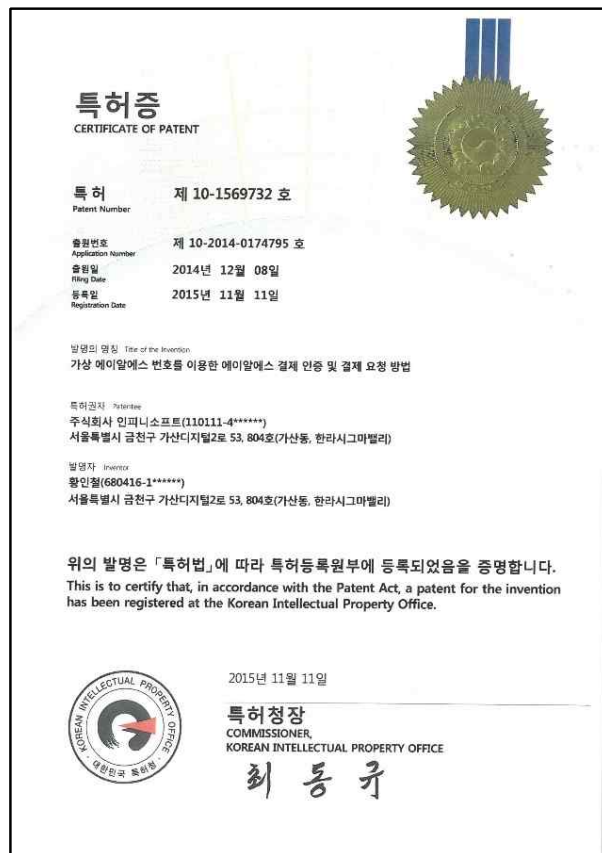 특허증
CERTIFICATE OF PATENT
특허 제 10-1569732 호
Patent Number
출원번호 제 10-2014-0174795 호
Application Number
출원일 2014년 12월 08일
Filing Date
등록일 2015년 11월 11일
Registration Date
발명의 명칭 Title of the Invention
가상 에이알에스 번호를 이용한 에이알에스 결제 인증 및 결제 요청 방법
특허권자 Patentee
주식회사 인피니소프트(110111-4******)
서울특별시 금천구 가산디지털2로 53, 804호(가산동, 한라시그마밸리)
발명자 Inventor
황인철(680416-1******)
서울특별시 금천구 가산디지털2로 53, 804호(가산동, 한라시그마밸리)
위의 발명은 「특허법」에 따라 특허등록원부에 등록되었음을 증명합니다.
This is to certify that, in accordance with the Patent Act, a patent for the invention
has been registered at the Korean Intellectual Property Office.
2015년 11월 11일
특허청장
COMMISSIONER,
KOREAN INTELLECTUAL PROPERTY OFFICE
최동규
KOREAN INTELLECTUAL PROPERTY OFFICE
대한민국 특허청